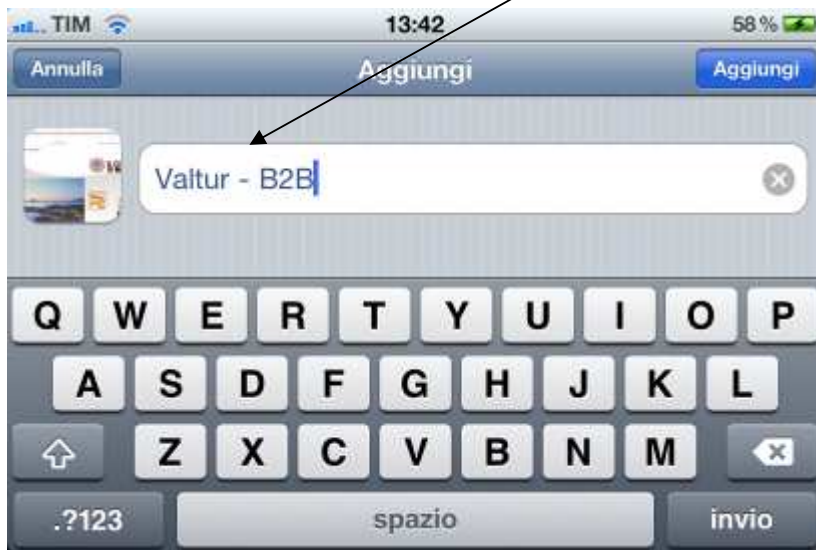 TIM 13:42 58 %
Annulla Aggiungi Aggiungi
Valtur - B2B
Q W E R T Y U I O P
A S D F G H J K L
Z X C V B N M
.?123 spazio invio